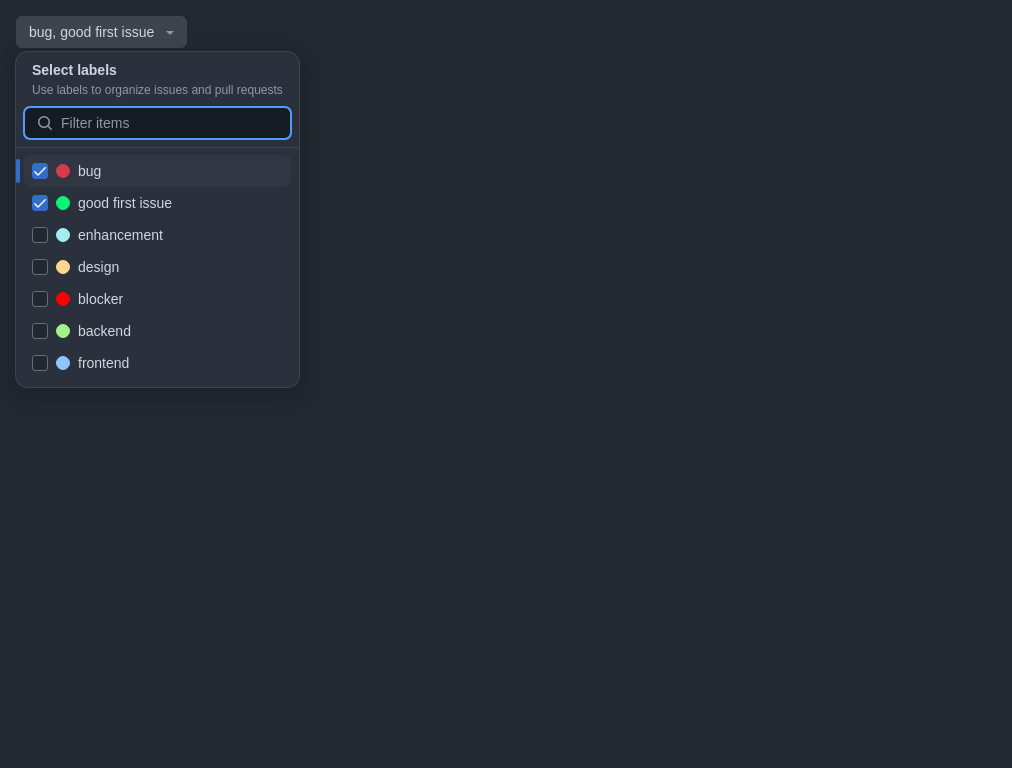 bug, good first issue
Select labels
Use labels to organize issues and pull requests
Filter items
bug
good first issue
enhancement
design
blocker
backend
frontend